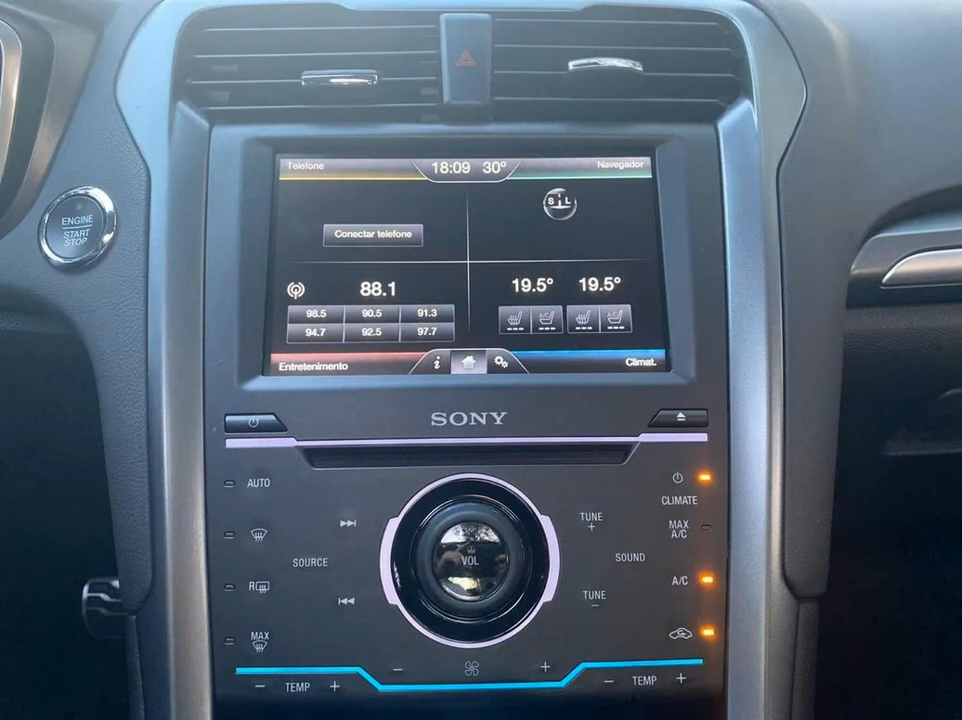 Telefone 18:09 30° Navegador
S L
ENGINE
START
STOP
Conectar telefone
88.1 19.5° 19.5°
98.5 90.5 91.3
94.7 92.5 97.7
A/C A/C
Entretenimento i Climat.
SONY
AUTO
CLIMATE
TUNE
+
MAX
A/C
SOURCE VOL SOUND
R A/C
TUNE
−
MAX
− +
− TEMP + − TEMP +